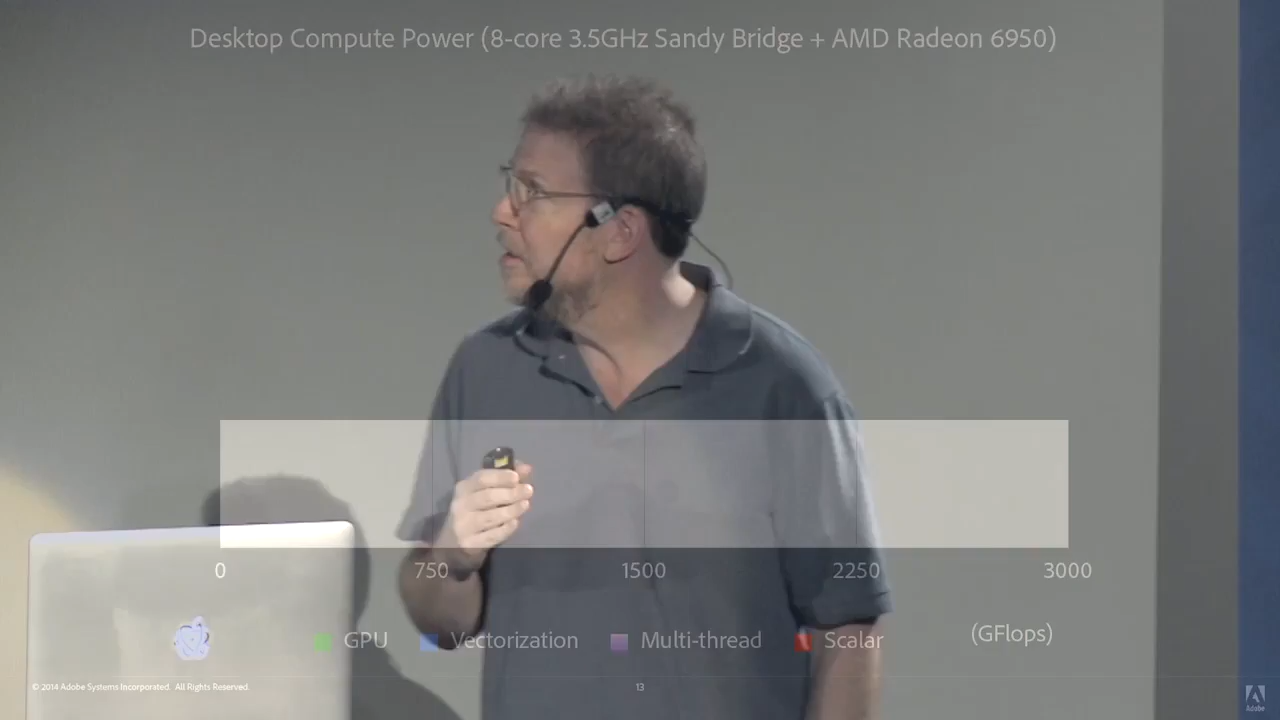 Desktop Compute Power (8-core 3.5GHz Sandy Bridge + AMD Radeon 6950)
0 750 1500 2250 3000
GPU Vectorization Multi-thread Scalar (GFlops)
© 2014 Adobe Systems Incorporated. All Rights Reserved. 13
Adobe